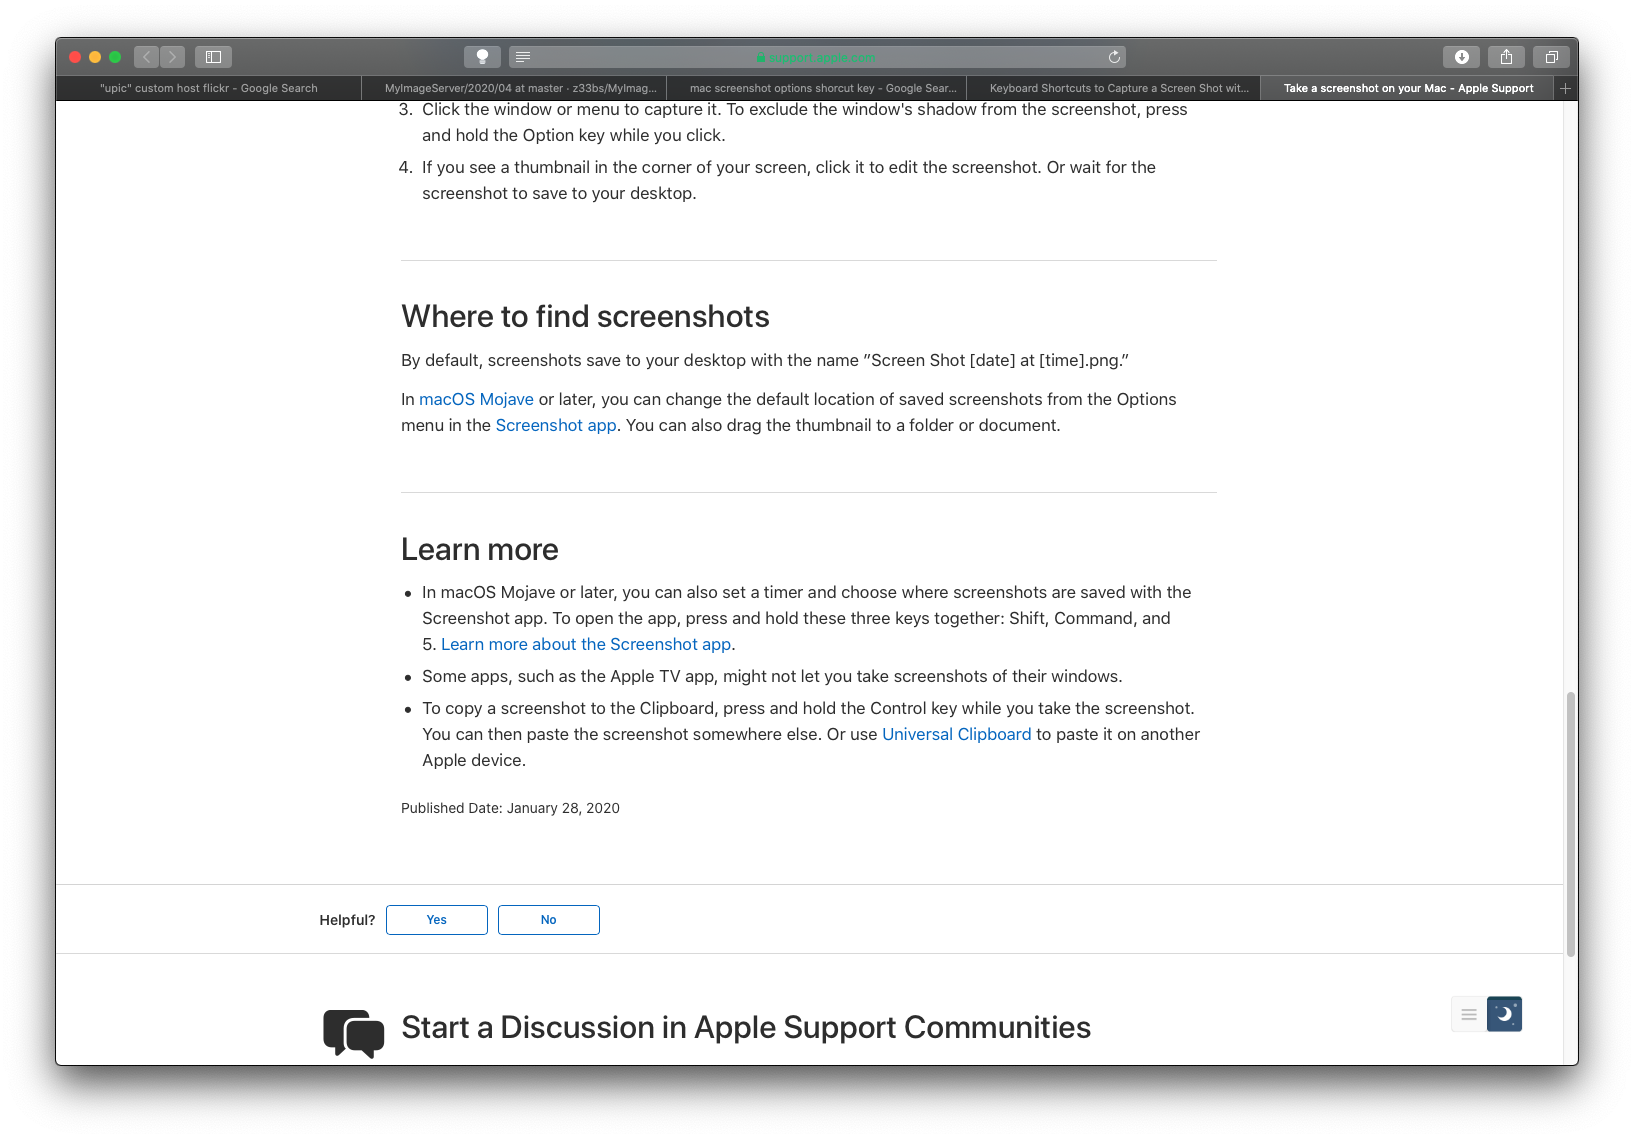 support.apple.com
"upic" custom host flickr - Google Search
MyImageServer/2020/04 at master · z33bs/MyImag...
mac screenshot options shorcut key - Google Sear...
Keyboard Shortcuts to Capture a Screen Shot wit...
Take a screenshot on your Mac - Apple Support
3. Click the window or menu to capture it. To exclude the window's shadow from the screenshot, press
and hold the Option key while you click.
4. If you see a thumbnail in the corner of your screen, click it to edit the screenshot. Or wait for the
screenshot to save to your desktop.
Where to find screenshots
By default, screenshots save to your desktop with the name ”Screen Shot [date] at [time].png.”
In macOS Mojave or later, you can change the default location of saved screenshots from the Options
menu in the Screenshot app. You can also drag the thumbnail to a folder or document.
Learn more
• In macOS Mojave or later, you can also set a timer and choose where screenshots are saved with the
Screenshot app. To open the app, press and hold these three keys together: Shift, Command, and
5. Learn more about the Screenshot app.
• Some apps, such as the Apple TV app, might not let you take screenshots of their windows.
• To copy a screenshot to the Clipboard, press and hold the Control key while you take the screenshot.
You can then paste the screenshot somewhere else. Or use Universal Clipboard to paste it on another
Apple device.
Published Date: January 28, 2020
Helpful? Yes No
Start a Discussion in Apple Support Communities